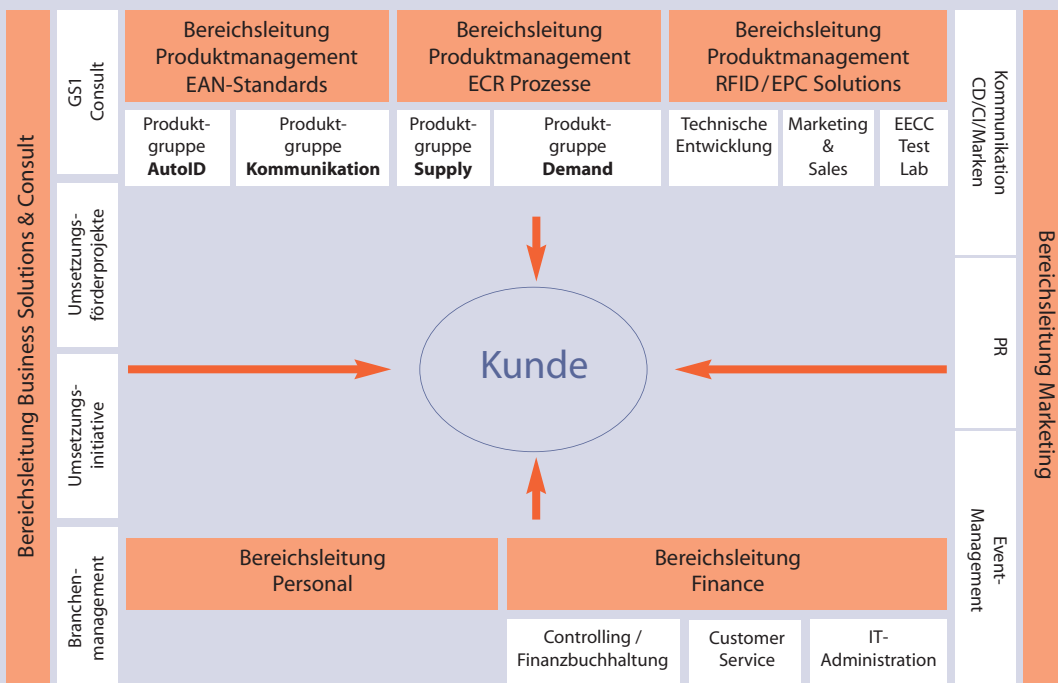 Bereichsleitung Business Solutions & Consult
GS1
Consult
Umsetzungs-
förderprojekte
Umsetzungs-
initiative
Branchen-
management
Bereichsleitung
Produktmanagement
EAN-Standards
Produkt-
gruppe
AutoID
Produkt-
gruppe
Kommunikation
Bereichsleitung
Produktmanagement
ECR Prozesse
Produkt-
gruppe
Supply
Produkt-
gruppe
Demand
Bereichsleitung
Produktmanagement
RFID/EPC Solutions
Technische
Entwicklung
Marketing
&
Sales
EECC
Test
Lab
Kunde
Bereichsleitung
Personal
Bereichsleitung
Finance
Controlling /
Finanzbuchhaltung
Customer
Service
IT-
Administration
Kommunikation
CD/CI/Marken
PR
Event-
Management
Bereichsleitung Marketing